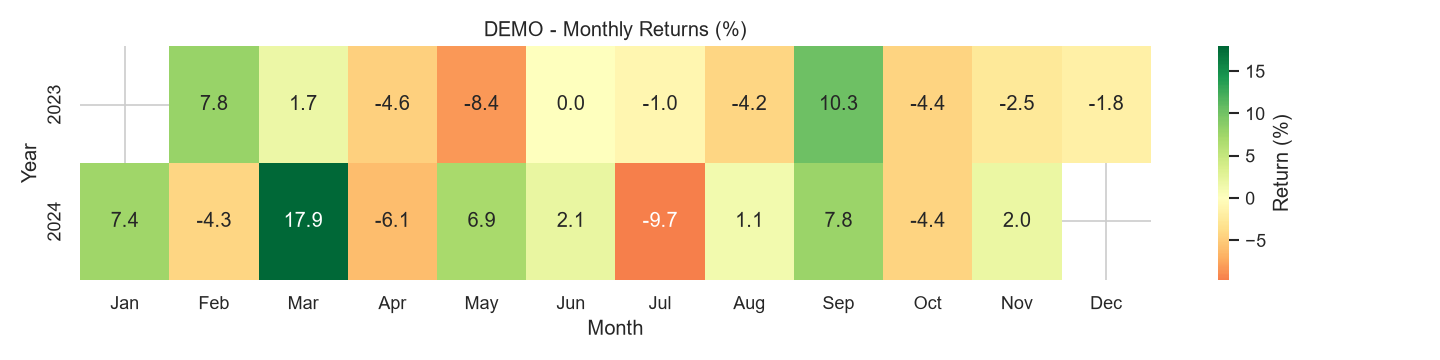 DEMO - Monthly Returns (%)
Year
2023
7.8 1.7 -4.6 -8.4 0.0 -1.0 -4.2 10.3 -4.4 -2.5 -1.8
2024
7.4 -4.3 17.9 -6.1 6.9 2.1 -9.7 1.1 7.8 -4.4 2.0
Jan Feb Mar Apr May Jun Jul Aug Sep Oct Nov Dec
Month
15
10
5
0
−5
Return (%)